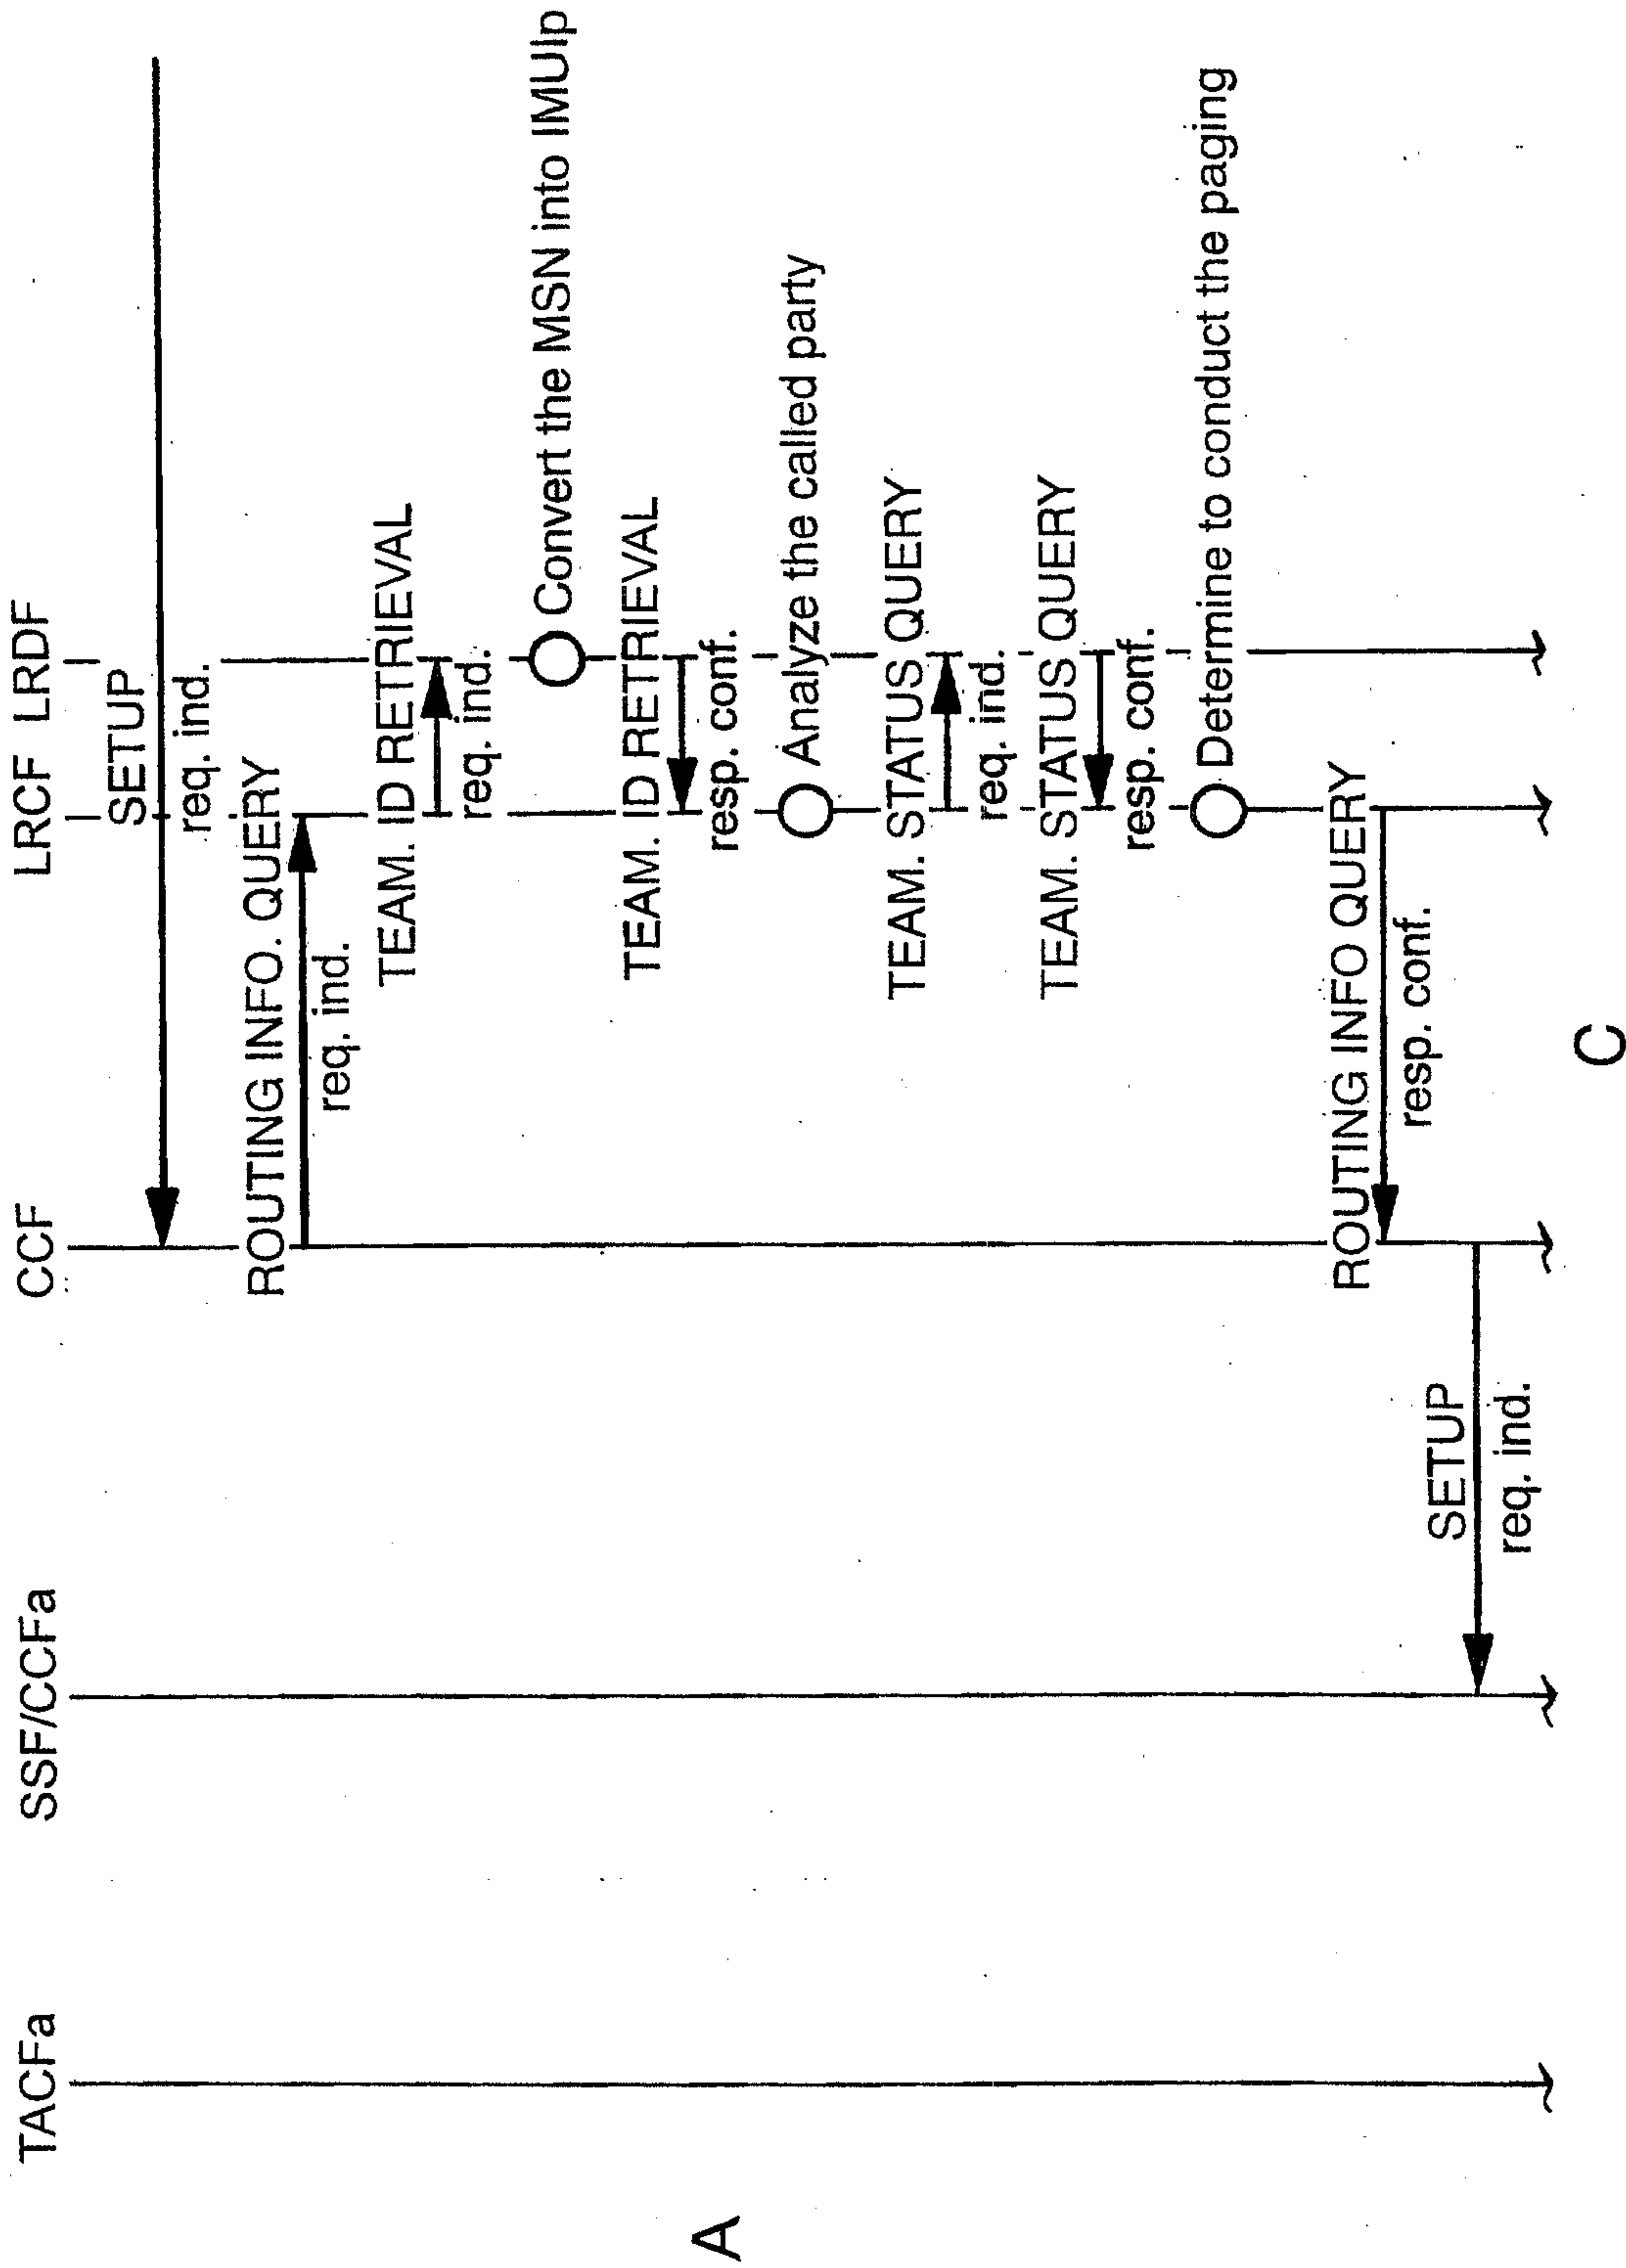 TACFa SSF/CCFa CCF LRCF LRDF
SETUP
req. ind.
ROUTING INFO. QUERY
req. ind.
TEAM. ID RETRIEVAL
req. ind.
Convert the MSN into IMUIp
TEAM. ID RETRIEVAL
resp. conf.
Analyze the called party
TEAM. STATUS QUERY
req. ind.
TEAM. STATUS QUERY
resp. conf.
Determine to conduct the paging
ROUTING INFO QUERY
resp. conf.
SETUP
req. ind.
A
C